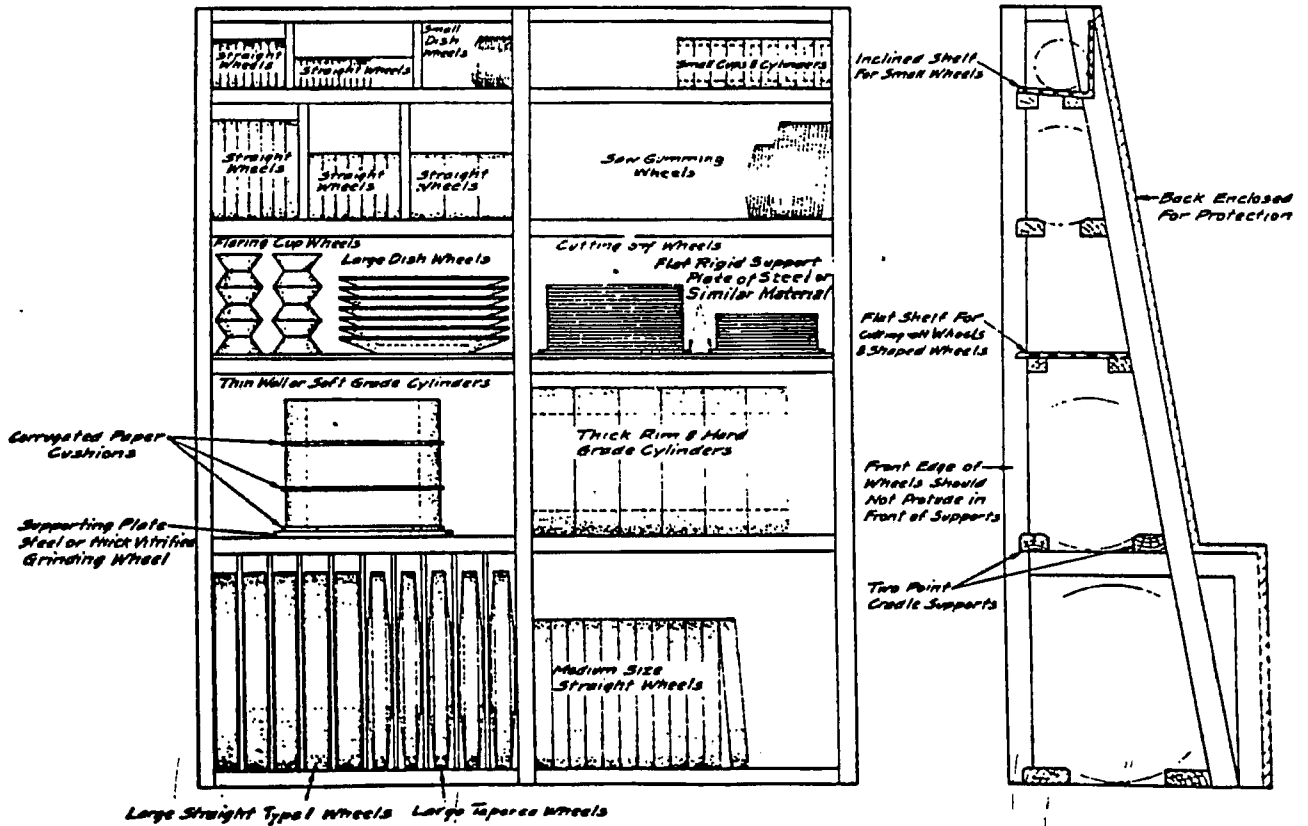 Straight
Wheels
Straight Wheels
Small
Dish
Wheels
Small Cups & Cylinders
Straight
Wheels
Straight
Wheels
Straight
Wheels
Saw Gumming
Wheels
Flaring Cup Wheels
Large Dish Wheels
Cutting off Wheels
Flat Rigid Support
Plate of Steel or
Similar Material
Thin Wall or Soft Grade Cylinders
Corrugated Paper
Cushions
Thick Rim & Hard
Grade Cylinders
Supporting Plate
Steel or thick Vitrified
Grinding Wheel
Medium Size
Straight Wheels
Large Straight Type 1 Wheels
Large Tapered Wheels
Inclined Shelf
For Small Wheels
Back Enclosed
For Protection
Flat Shelf For
Cutting off Wheels
& Shaped Wheels
Front Edge of
Wheels Should
Not Protude in
Front of Supports
Two Point
Cradle Supports